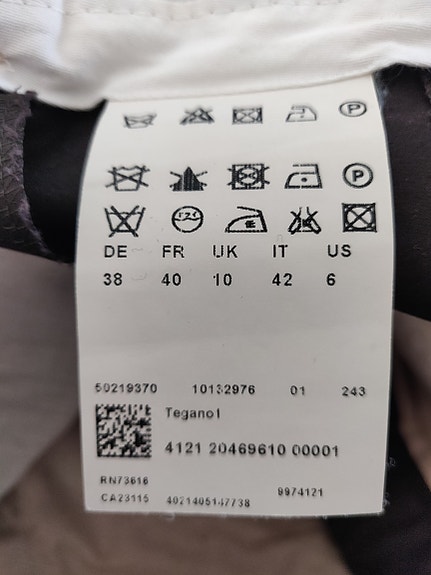 P
P
DE FR UK IT US
38 40 10 42 6
50219370 10132976 01 243
Teganol
4121 20469610 00001
RN73616
CA23115 4021405147738 9974121